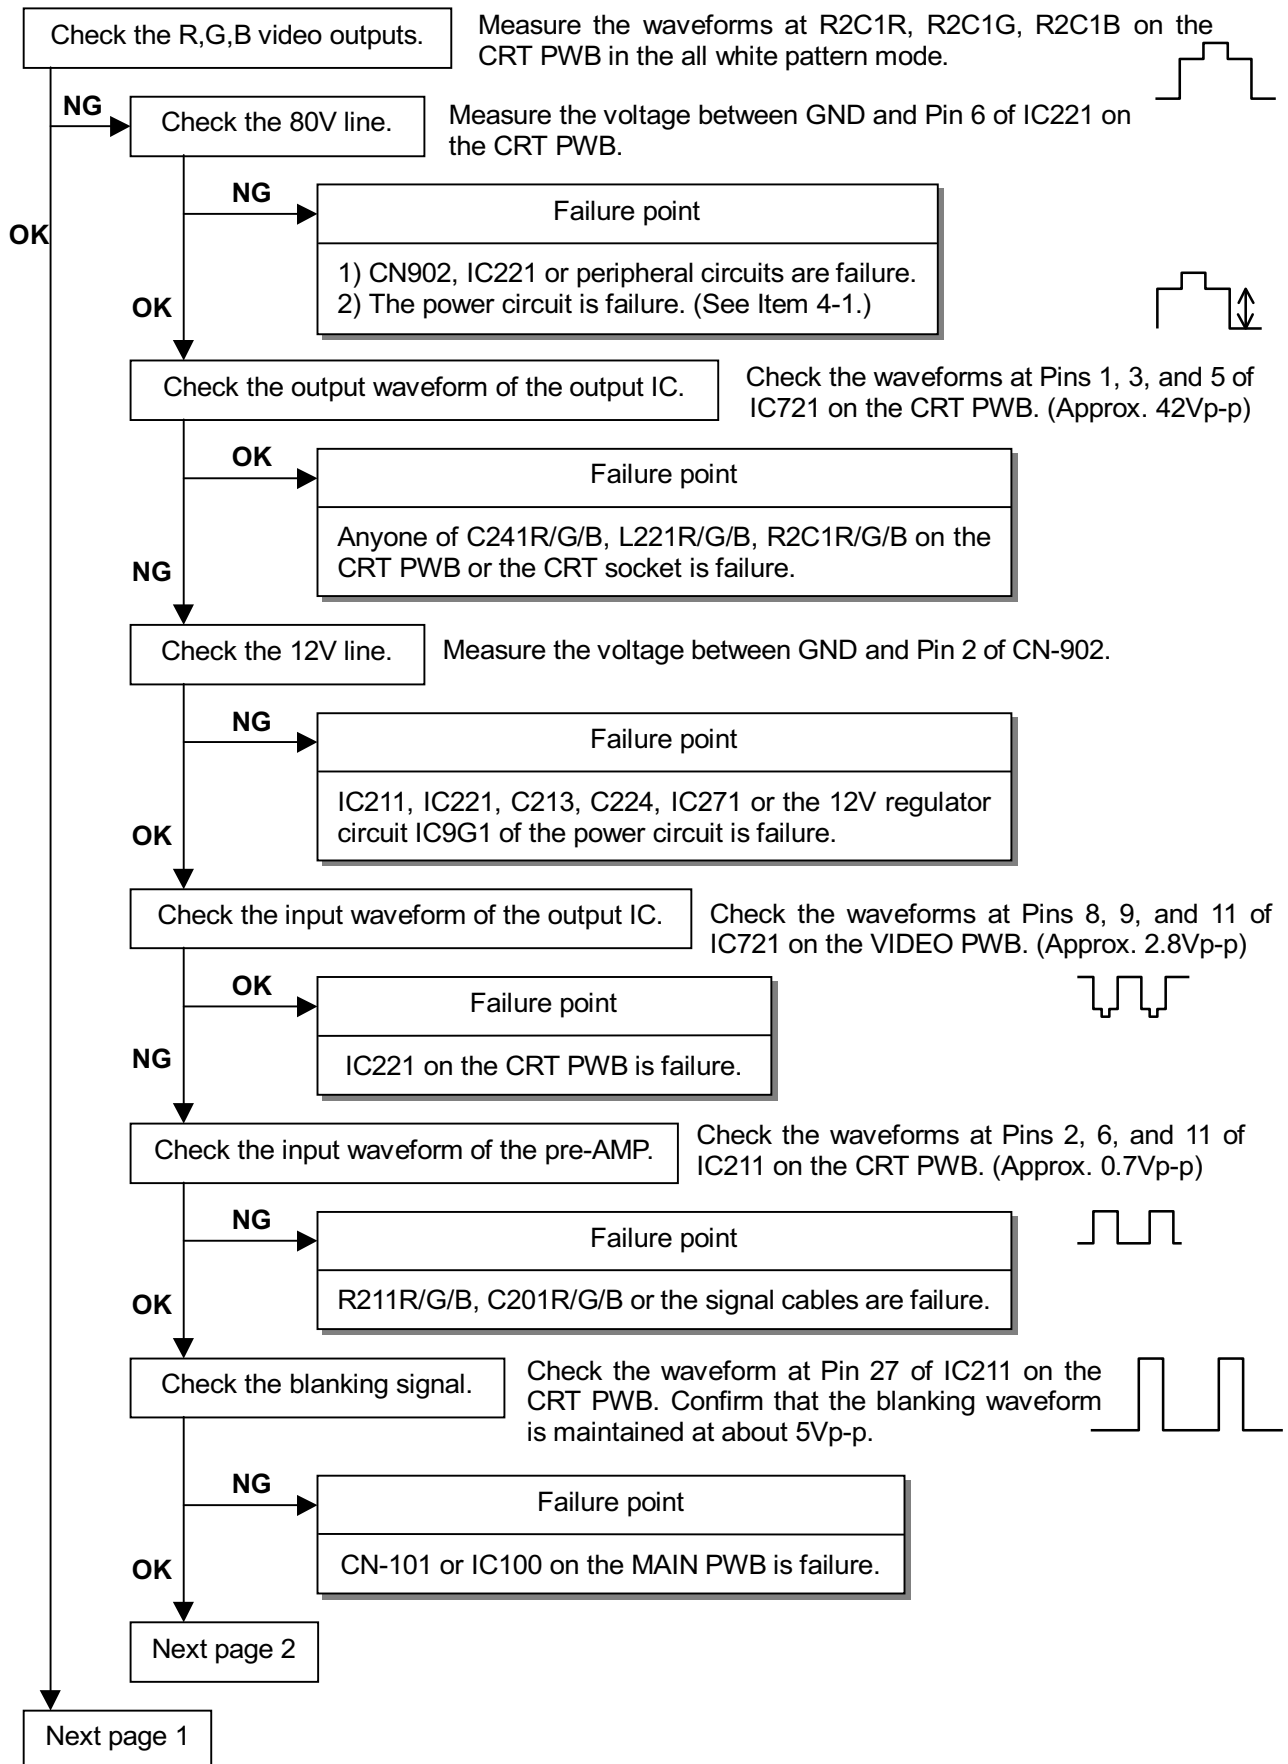 Check the R,G,B video outputs.
Measure the waveforms at R2C1R, R2C1G, R2C1B on the
CRT PWB in the all white pattern mode.
NG
Check the 80V line.
Measure the voltage between GND and Pin 6 of IC221 on
the CRT PWB.
NG
Failure point
OK
1) CN902, IC221 or peripheral circuits are failure.
2) The power circuit is failure. (See Item 4-1.)
OK
Check the output waveform of the output IC.
Check the waveforms at Pins 1, 3, and 5 of
IC721 on the CRT PWB. (Approx. 42Vp-p)
OK
Failure point
Anyone of C241R/G/B, L221R/G/B, R2C1R/G/B on the
CRT PWB or the CRT socket is failure.
NG
Check the 12V line.
Measure the voltage between GND and Pin 2 of CN-902.
NG
Failure point
IC211, IC221, C213, C224, IC271 or the 12V regulator
circuit IC9G1 of the power circuit is failure.
OK
Check the input waveform of the output IC.
Check the waveforms at Pins 8, 9, and 11 of
IC721 on the VIDEO PWB. (Approx. 2.8Vp-p)
OK
Failure point
IC221 on the CRT PWB is failure.
NG
Check the input waveform of the pre-AMP.
Check the waveforms at Pins 2, 6, and 11 of
IC211 on the CRT PWB. (Approx. 0.7Vp-p)
NG
Failure point
R211R/G/B, C201R/G/B or the signal cables are failure.
OK
Check the blanking signal.
Check the waveform at Pin 27 of IC211 on the
CRT PWB. Confirm that the blanking waveform
is maintained at about 5Vp-p.
NG
Failure point
CN-101 or IC100 on the MAIN PWB is failure.
OK
Next page 2
Next page 1